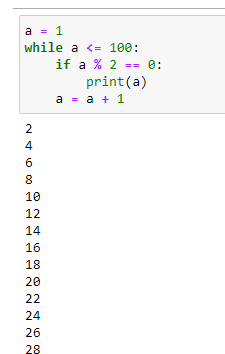 a = 1
while a <= 100:
    if a % 2 == 0:
        print(a)
    a = a + 1
2
4
6
8
10
12
14
16
18
20
22
24
26
28